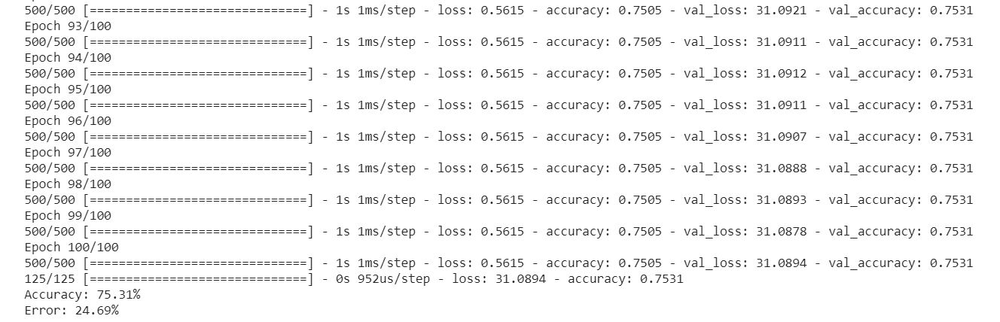 500/500 [==============================] - 1s 1ms/step - loss: 0.5615 - accuracy: 0.7505 - val_loss: 31.0921 - val_accuracy: 0.7531
Epoch 93/100
500/500 [==============================] - 1s 1ms/step - loss: 0.5615 - accuracy: 0.7505 - val_loss: 31.0911 - val_accuracy: 0.7531
Epoch 94/100
500/500 [==============================] - 1s 1ms/step - loss: 0.5615 - accuracy: 0.7505 - val_loss: 31.0912 - val_accuracy: 0.7531
Epoch 95/100
500/500 [==============================] - 1s 1ms/step - loss: 0.5615 - accuracy: 0.7505 - val_loss: 31.0911 - val_accuracy: 0.7531
Epoch 96/100
500/500 [==============================] - 1s 1ms/step - loss: 0.5615 - accuracy: 0.7505 - val_loss: 31.0907 - val_accuracy: 0.7531
Epoch 97/100
500/500 [==============================] - 1s 1ms/step - loss: 0.5615 - accuracy: 0.7505 - val_loss: 31.0888 - val_accuracy: 0.7531
Epoch 98/100
500/500 [==============================] - 1s 1ms/step - loss: 0.5615 - accuracy: 0.7505 - val_loss: 31.0893 - val_accuracy: 0.7531
Epoch 99/100
500/500 [==============================] - 1s 1ms/step - loss: 0.5615 - accuracy: 0.7505 - val_loss: 31.0878 - val_accuracy: 0.7531
Epoch 100/100
500/500 [==============================] - 1s 1ms/step - loss: 0.5615 - accuracy: 0.7505 - val_loss: 31.0894 - val_accuracy: 0.7531
125/125 [==============================] - 0s 952us/step - loss: 31.0894 - accuracy: 0.7531
Accuracy: 75.31%
Error: 24.69%